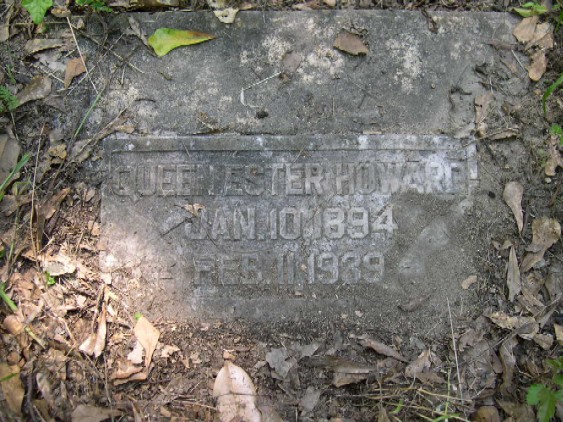 QUEEN ESTER HOWARD
JAN. 10, 1894
FEB. 11, 1939